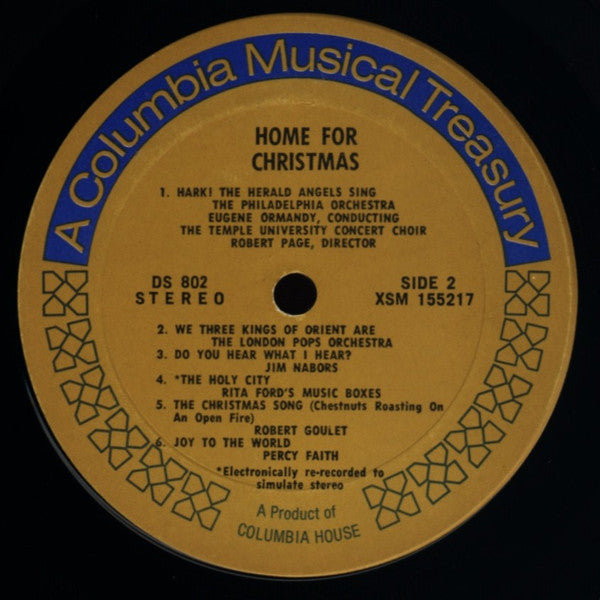 A Columbia Musical Treasury
HOME FOR
CHRISTMAS
1. HARK! THE HERALD ANGELS SING
THE PHILADELPHIA ORCHESTRA
EUGENE ORMANDY, CONDUCTING
THE TEMPLE UNIVERSITY CONCERT CHOIR
ROBERT PAGE, DIRECTOR
DS 802
STEREO
SIDE 2
XSM 155217
2. WE THREE KINGS OF ORIENT ARE
THE LONDON POPS ORCHESTRA
3. DO YOU HEAR WHAT I HEAR?
JIM NABORS
4. *THE HOLY CITY
RITA FORD'S MUSIC BOXES
5. THE CHRISTMAS SONG (Chestnuts Roasting On
An Open Fire)
ROBERT GOULET
6. JOY TO THE WORLD
PERCY FAITH
*Electronically re-recorded to
simulate stereo
A Product of
COLUMBIA HOUSE